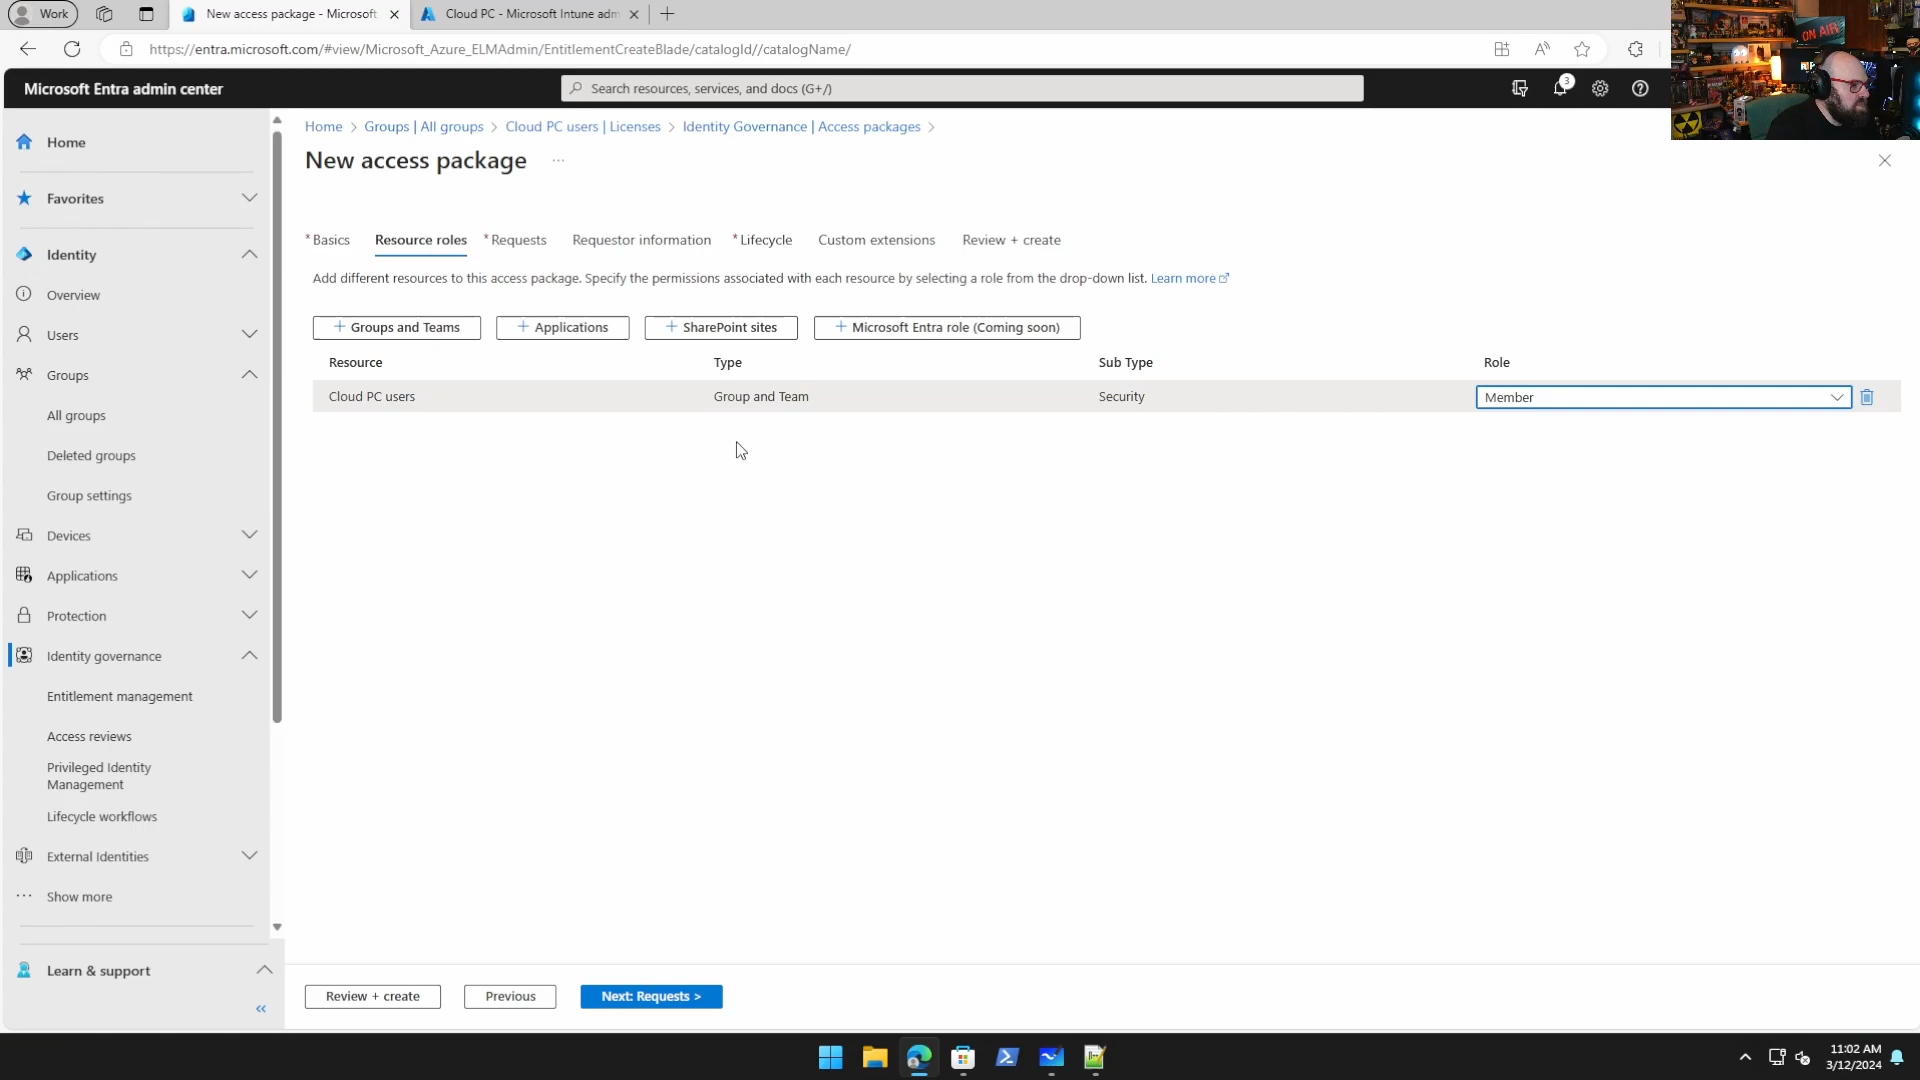 Work
New access package - Microsoft
Cloud PC - Microsoft Intune adm
https://entra.microsoft.com/#view/Microsoft_Azure_ELMAdmin/EntitlementCreateBlade/catalogId//catalogName/
Microsoft Entra admin center
Search resources, services, and docs (G+/)
3
ON AIR
Home
Favorites
Identity
Overview
Users
Groups
All groups
Deleted groups
Group settings
Devices
Applications
Protection
Identity governance
Entitlement management
Access reviews
Privileged Identity
Management
Lifecycle workflows
External Identities
Show more
Learn & support
Home > Groups | All groups > Cloud PC users | Licenses > Identity Governance | Access packages >
New access package ...
* Basics Resource roles * Requests Requestor information * Lifecycle Custom extensions Review + create
Add different resources to this access package. Specify the permissions associated with each resource by selecting a role from the drop-down list. Learn more
+ Groups and Teams + Applications + SharePoint sites + Microsoft Entra role (Coming soon)
Resource Type Sub Type Role
Cloud PC users Group and Team Security Member
Review + create Previous Next: Requests >
11:02 AM
3/12/2024